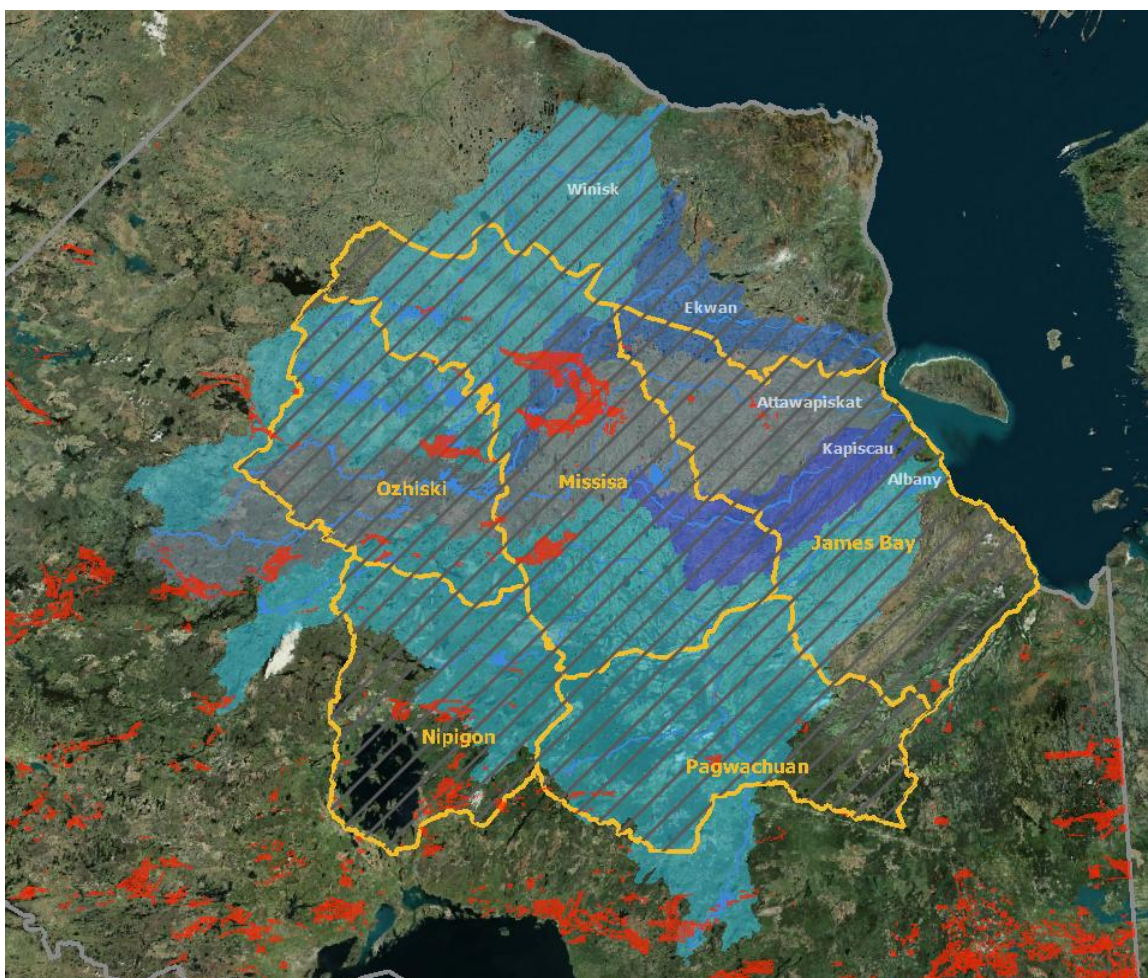 Winisk
Ekwan
Attawapiskat
Kapiscau
Albany
Ozhiski
Missisa
James Bay
Nipigon
Pagwachuan